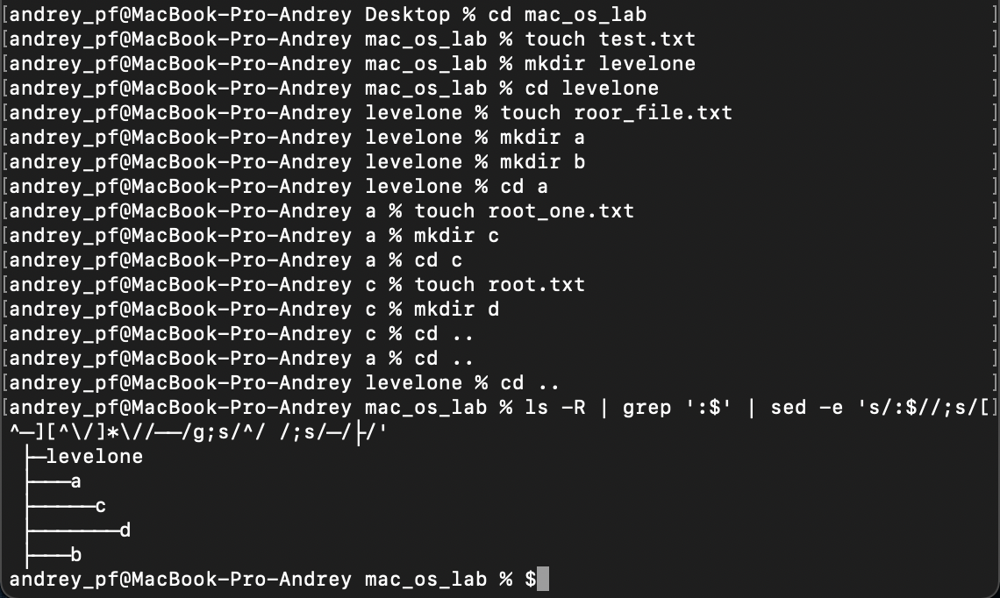 [andrey_pf@MacBook-Pro-Andrey Desktop % cd mac_os_lab ]
[andrey_pf@MacBook-Pro-Andrey mac_os_lab % touch test.txt ]
[andrey_pf@MacBook-Pro-Andrey mac_os_lab % mkdir levelone ]
[andrey_pf@MacBook-Pro-Andrey mac_os_lab % cd levelone ]
[andrey_pf@MacBook-Pro-Andrey levelone % touch roor_file.txt ]
[andrey_pf@MacBook-Pro-Andrey levelone % mkdir a ]
[andrey_pf@MacBook-Pro-Andrey levelone % mkdir b ]
[andrey_pf@MacBook-Pro-Andrey levelone % cd a ]
[andrey_pf@MacBook-Pro-Andrey a % touch root_one.txt ]
[andrey_pf@MacBook-Pro-Andrey a % mkdir c ]
[andrey_pf@MacBook-Pro-Andrey a % cd c ]
[andrey_pf@MacBook-Pro-Andrey c % touch root.txt ]
[andrey_pf@MacBook-Pro-Andrey c % mkdir d ]
[andrey_pf@MacBook-Pro-Andrey c % cd .. ]
[andrey_pf@MacBook-Pro-Andrey a % cd .. ]
[andrey_pf@MacBook-Pro-Andrey levelone % cd .. ]
[andrey_pf@MacBook-Pro-Andrey mac_os_lab % ls -R | grep ':$' | sed -e 's/:$//;s/[]
^─][^\/]*\//──/g;s/^/ /;s/─/├/'
├─levelone
├───a
├─────c
├───────d
├───b
andrey_pf@MacBook-Pro-Andrey mac_os_lab % $